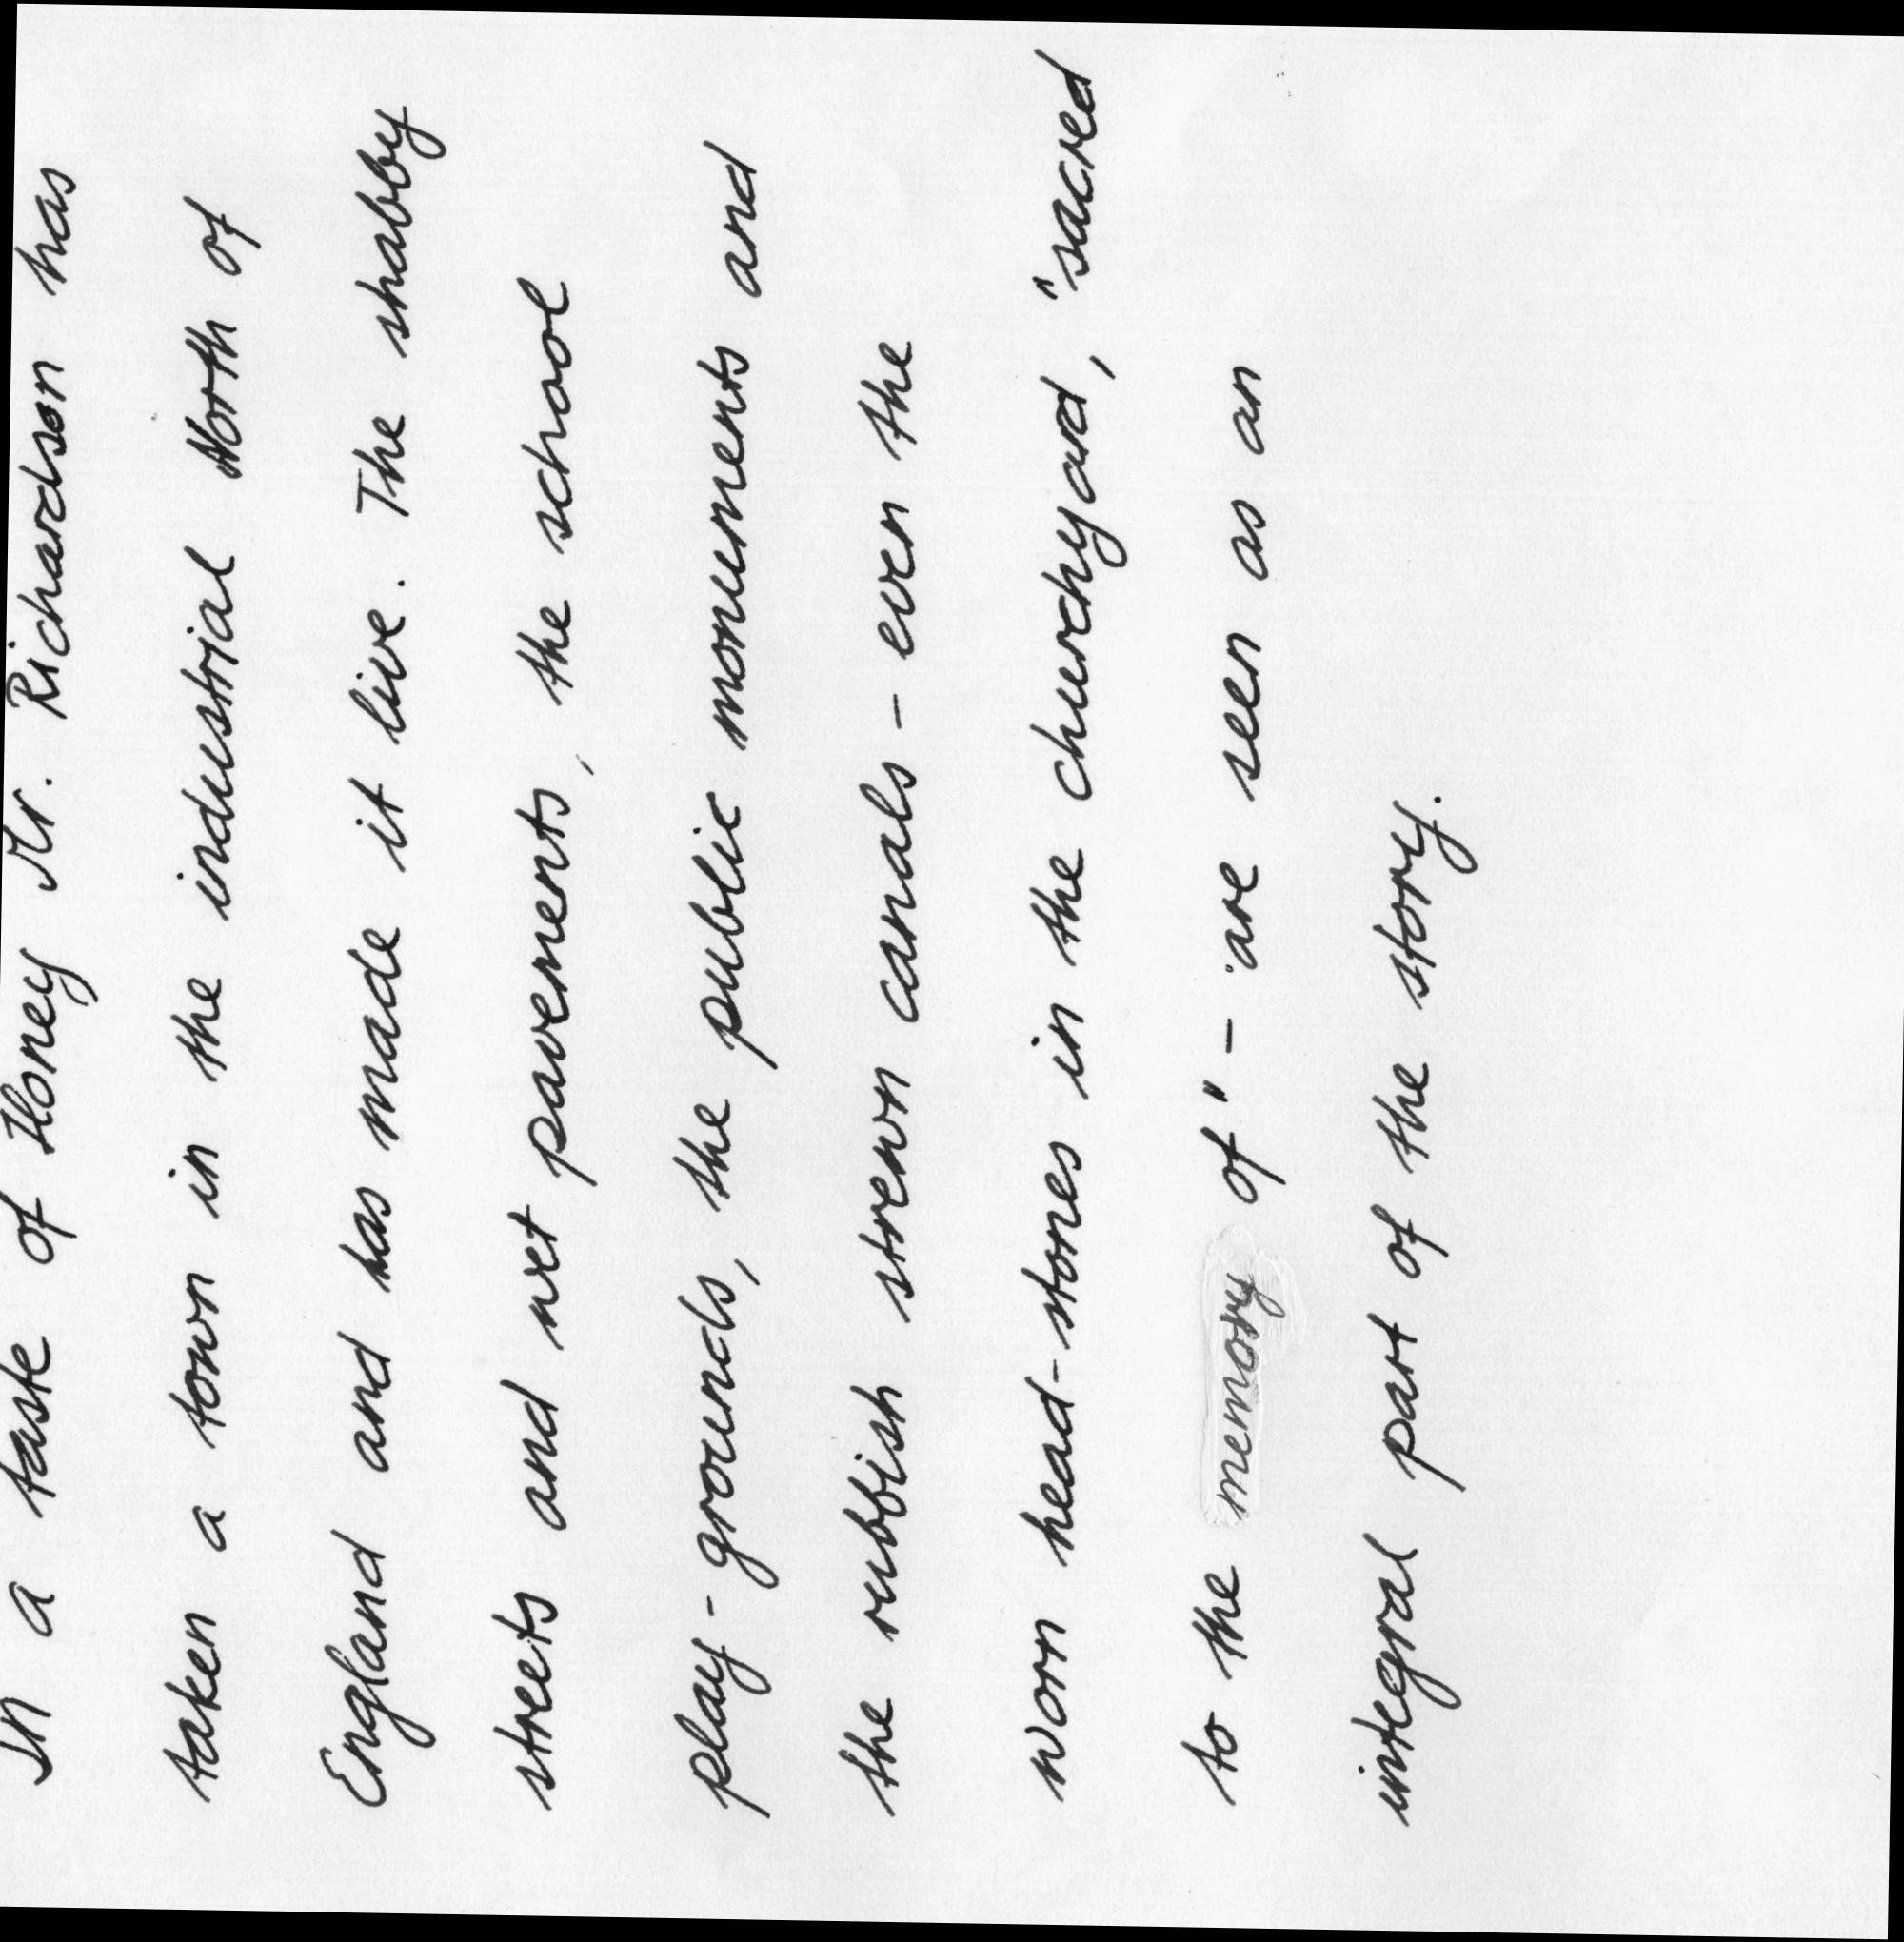 In a taste of Honey Mr. Richardson has
taken a town in the industrial North of
England and has made it live. The shabby
streets and wet pavements, the school
play-grounds, the public monuments and
the rubbish strewn canals - even the
worn head-stones in the churchyard, "sacred
to the memory of" - are seen as an
integral part of the story.